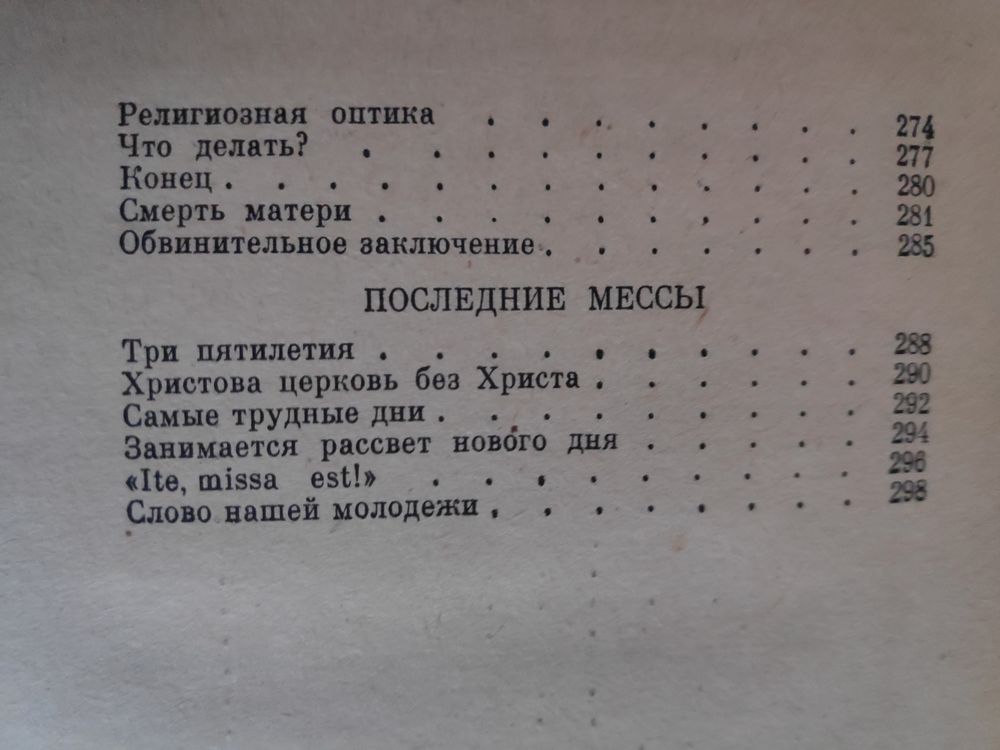 Религиозная оптика . . . . . . . . 274
Что делать? . . . . . . . . . . 277
Конец . . . . . . . . . . . . . 280
Смерть матери . . . . . . . . . . 281
Обвинительное заключение . . . . . . . 285
ПОСЛЕДНИЕ МЕССЫ
Три пятилетия . . . . . . . . . . 288
Христова церковь без Христа . . . . . . 290
Самые трудные дни . . . . . . . . . 292
Занимается рассвет нового дня . . . . . 294
«Ite, missa est!» . . . . . . . . . 296
Слово нашей молодежи . . . . . . . . 298